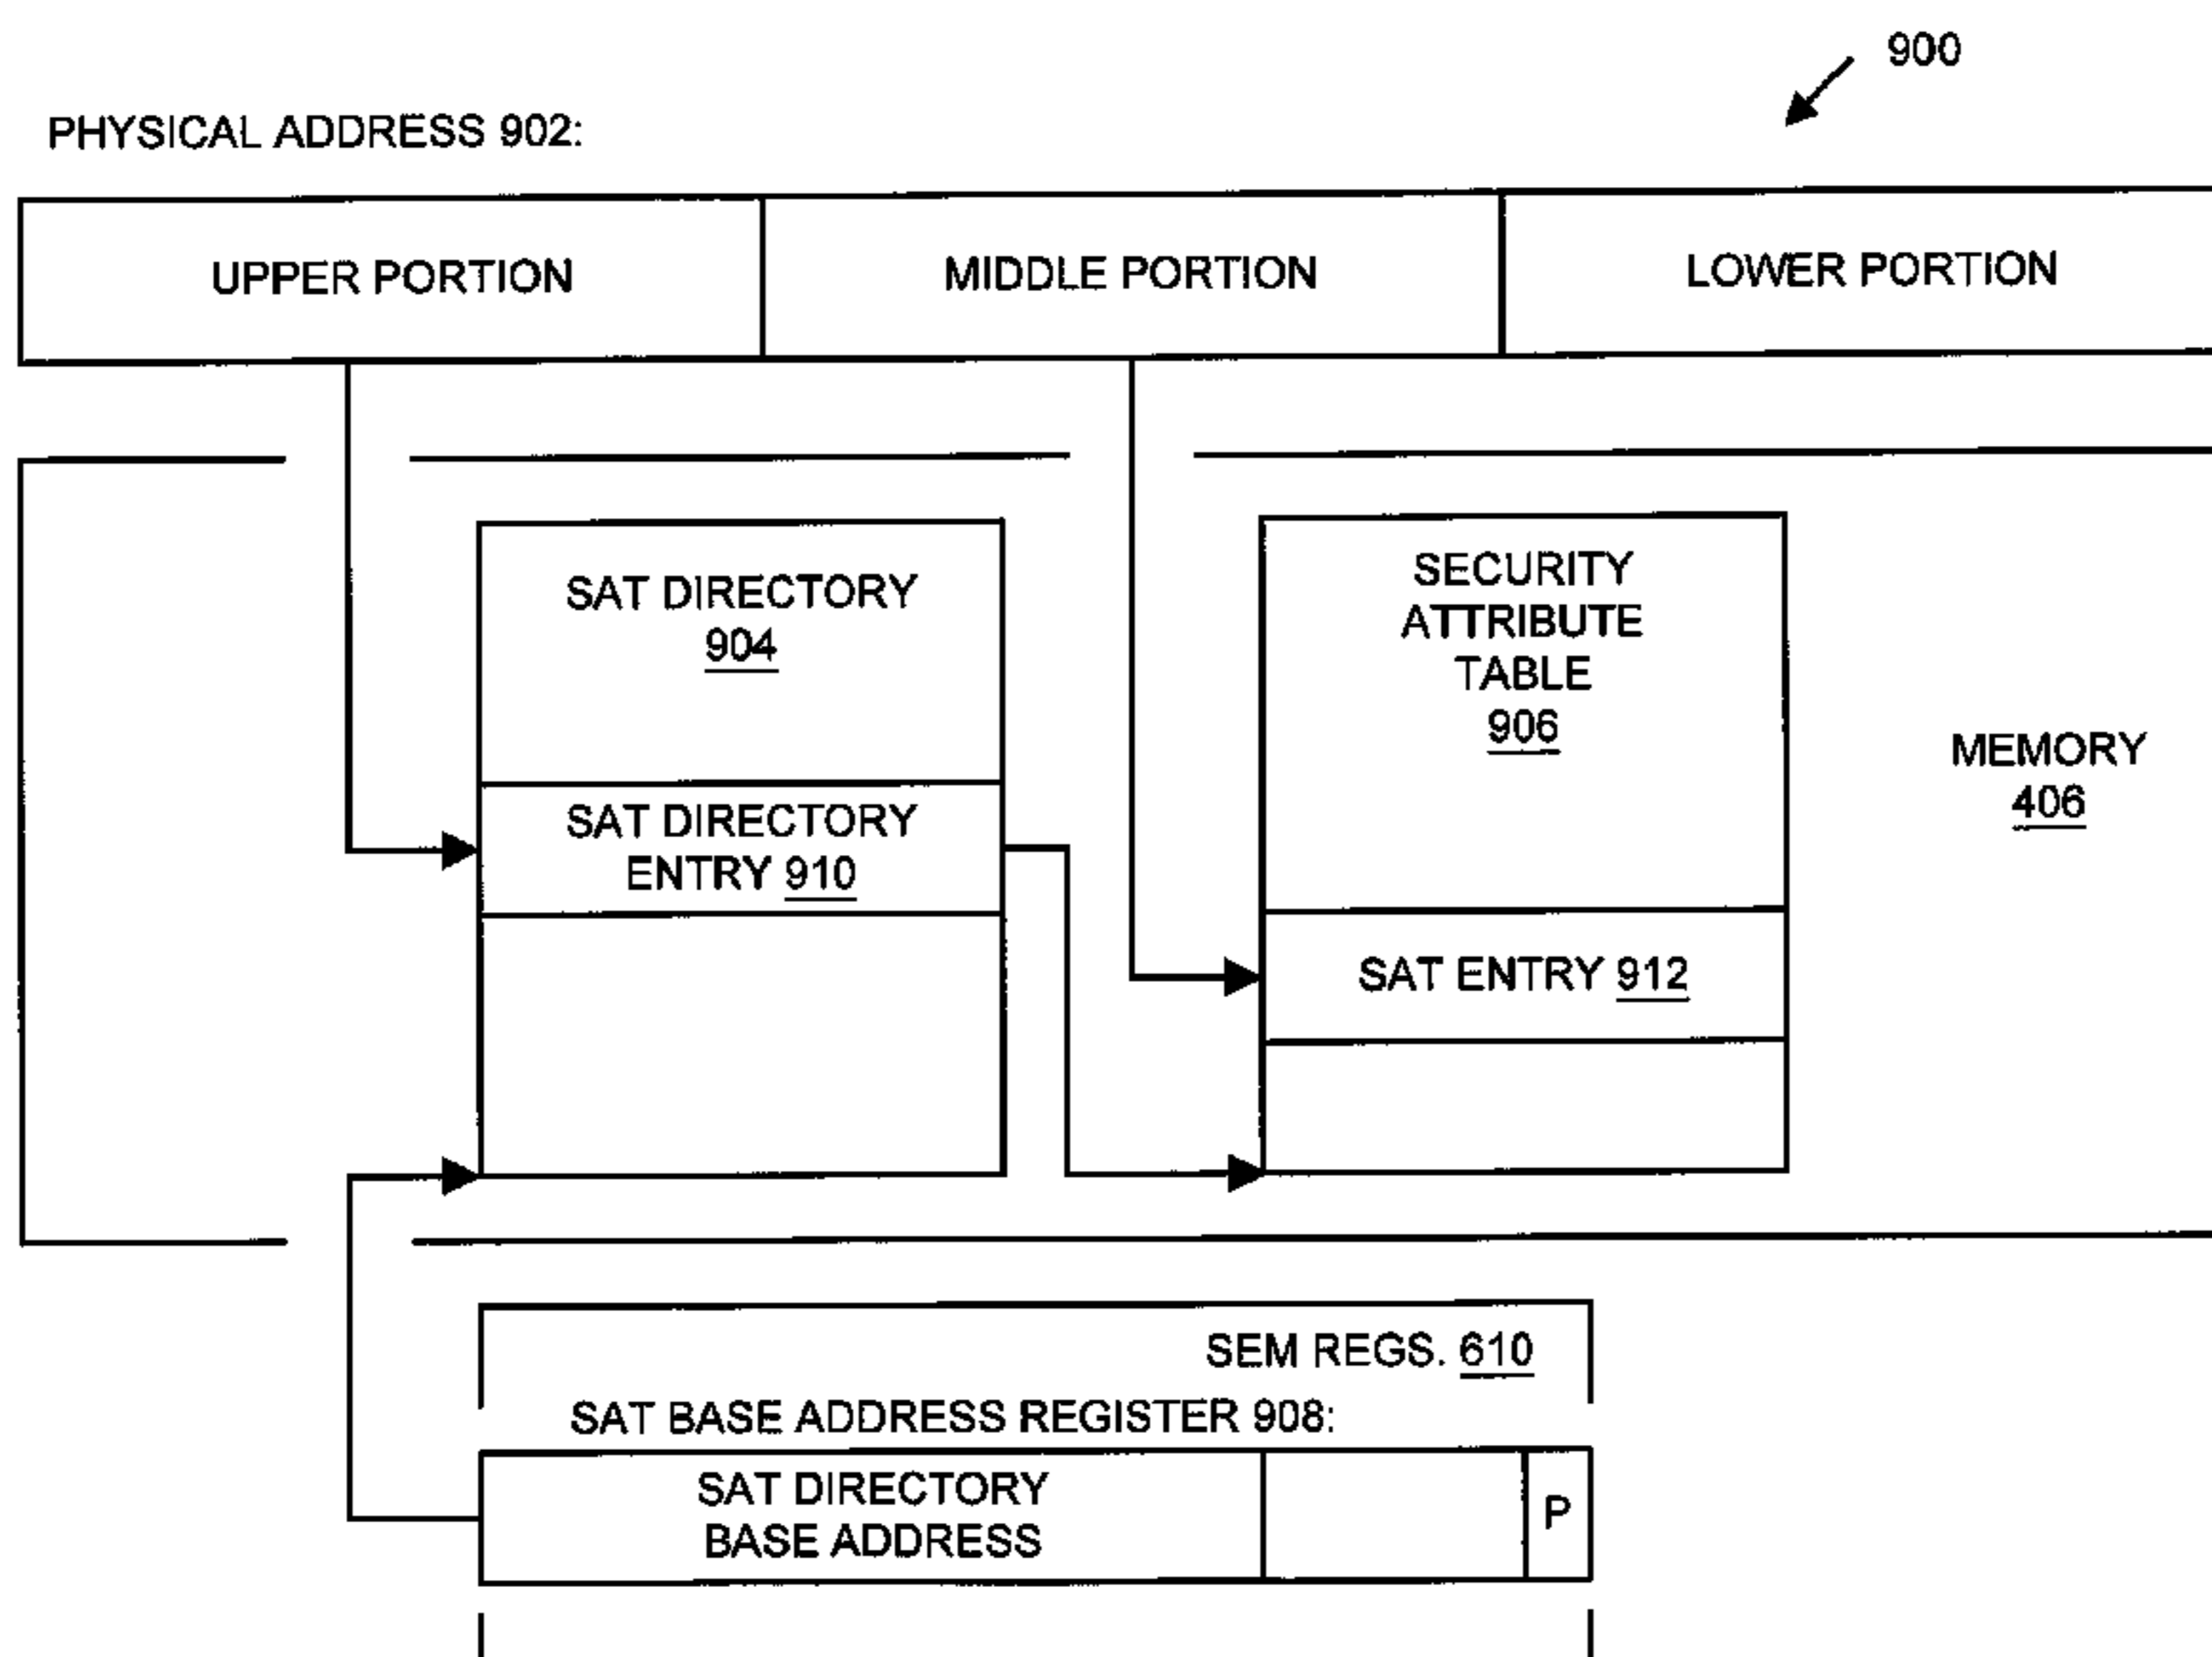 900
PHYSICAL ADDRESS 902:
UPPER PORTION
MIDDLE PORTION
LOWER PORTION
SAT DIRECTORY
904
SAT DIRECTORY
ENTRY 910
SECURITY
ATTRIBUTE
TABLE
906
SAT ENTRY 912
MEMORY
406
SEM REGS. 610
SAT BASE ADDRESS REGISTER 908:
SAT DIRECTORY
BASE ADDRESS
P